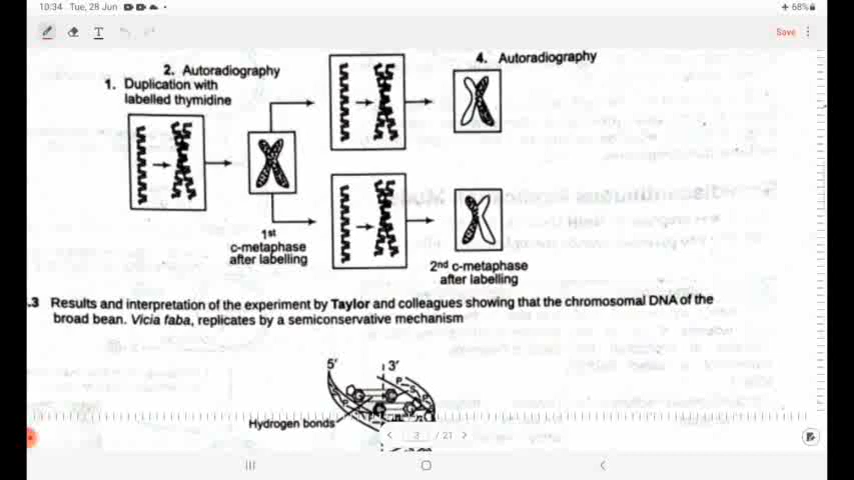 10:34 Tue, 28 Jun
68%
T
Save
2. Autoradiography
1. Duplication with
labelled thymidine
4. Autoradiography
1st
c-metaphase
after labelling
2nd c-metaphase
after labelling
.3 Results and interpretation of the experiment by Taylor and colleagues showing that the chromosomal DNA of the
broad bean. Vicia faba, replicates by a semiconservative mechanism
5′ 3′
Hydrogen bonds
3 / 21